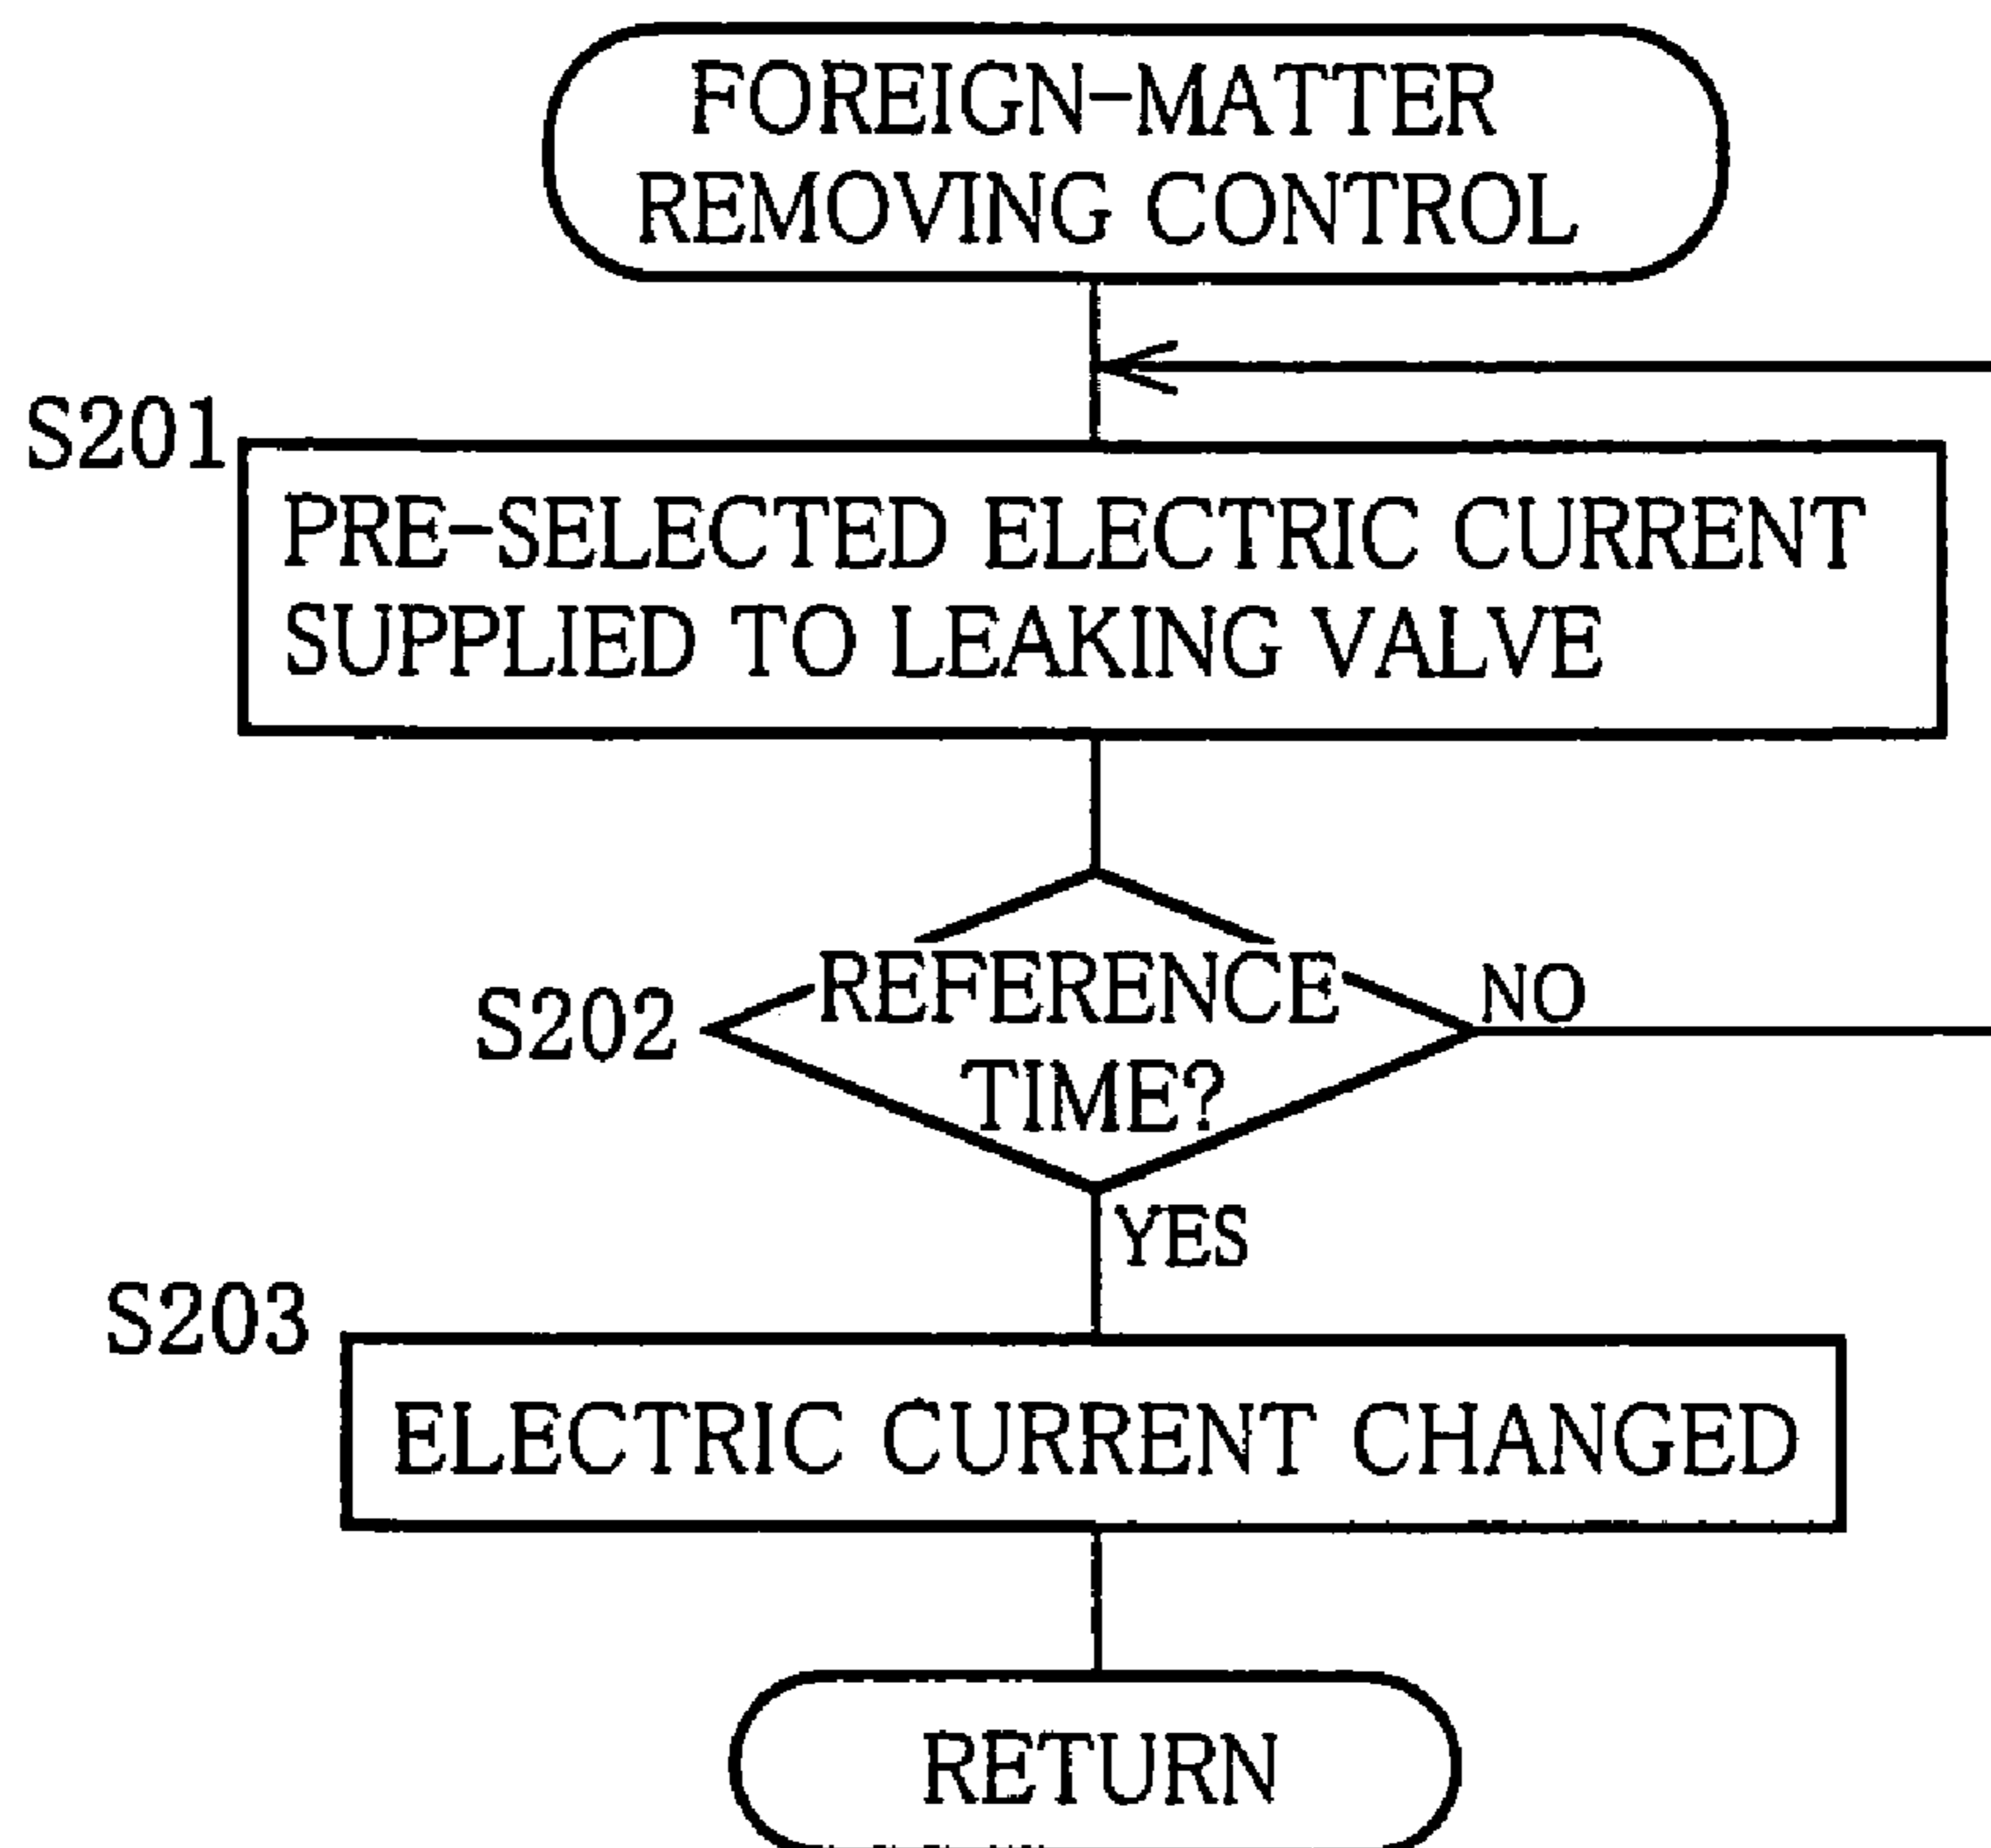 FOREIGN-MATTER
REMOVING CONTROL
S201
PRE-SELECTED ELECTRIC CURRENT
SUPPLIED TO LEAKING VALVE
S202
REFERENCE
TIME?
NO
YES
S203
ELECTRIC CURRENT CHANGED
RETURN